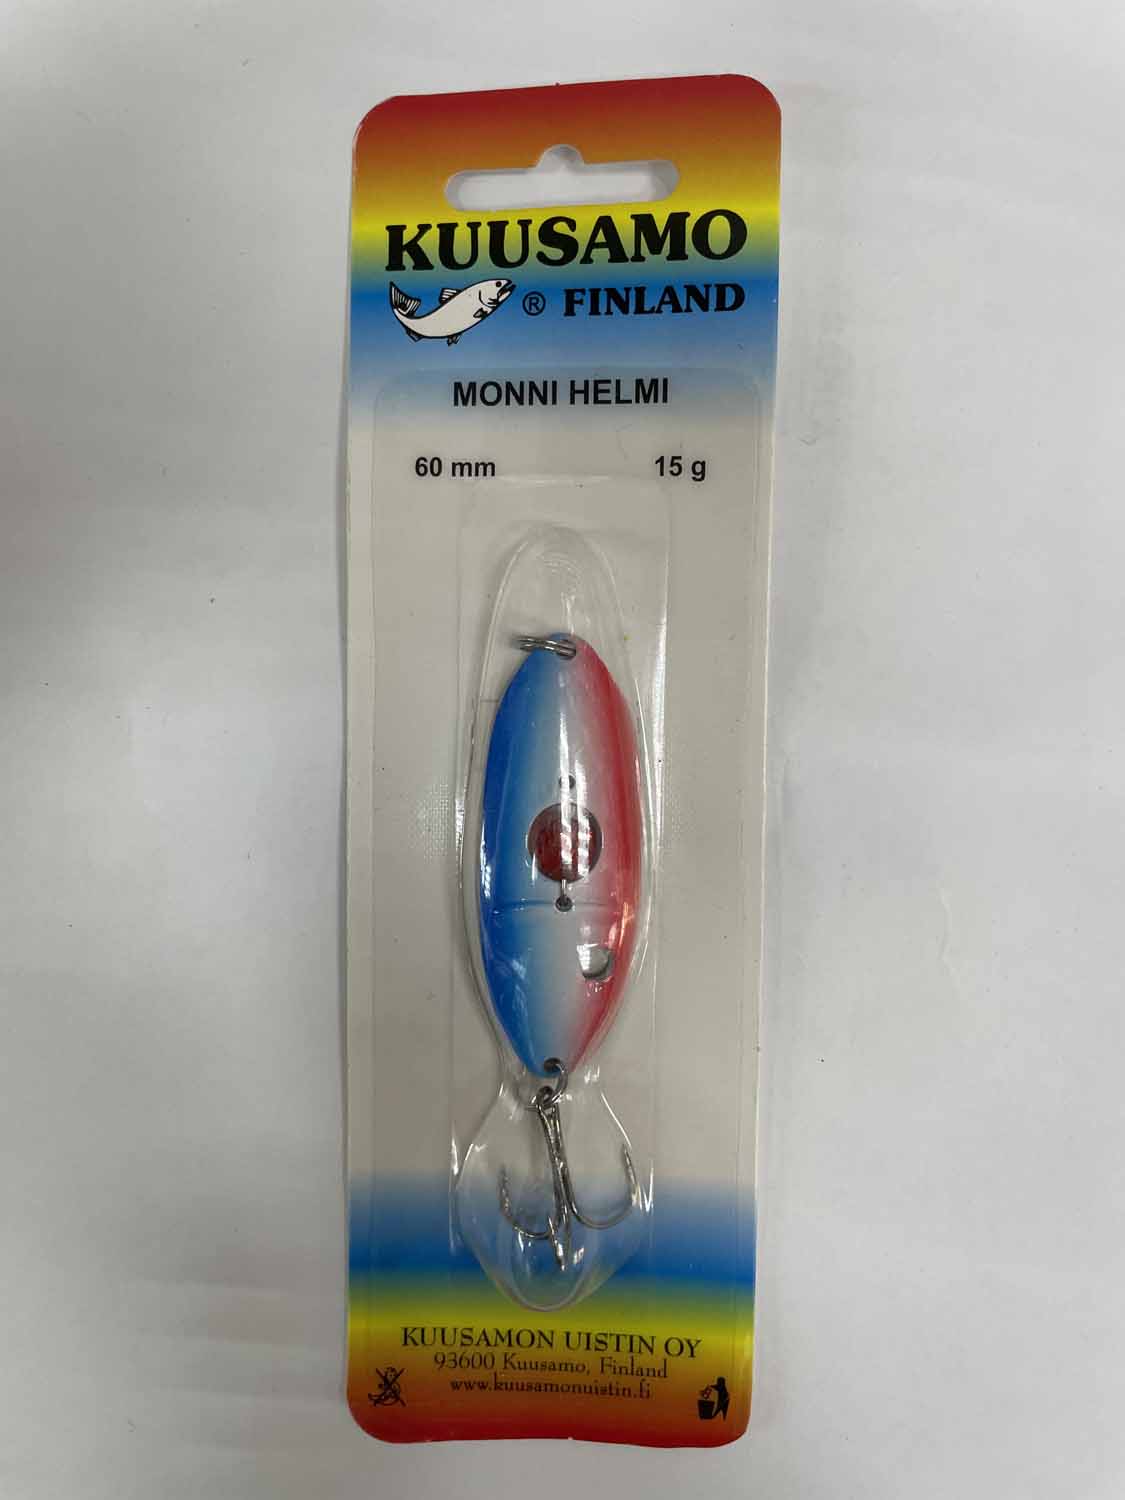 KUUSAMO
® FINLAND
MONNI HELMI
60 mm 15 g
KUUSAMON UISTIN OY
93600 Kuusamo, Finland
www.kuusamonuistin.fi